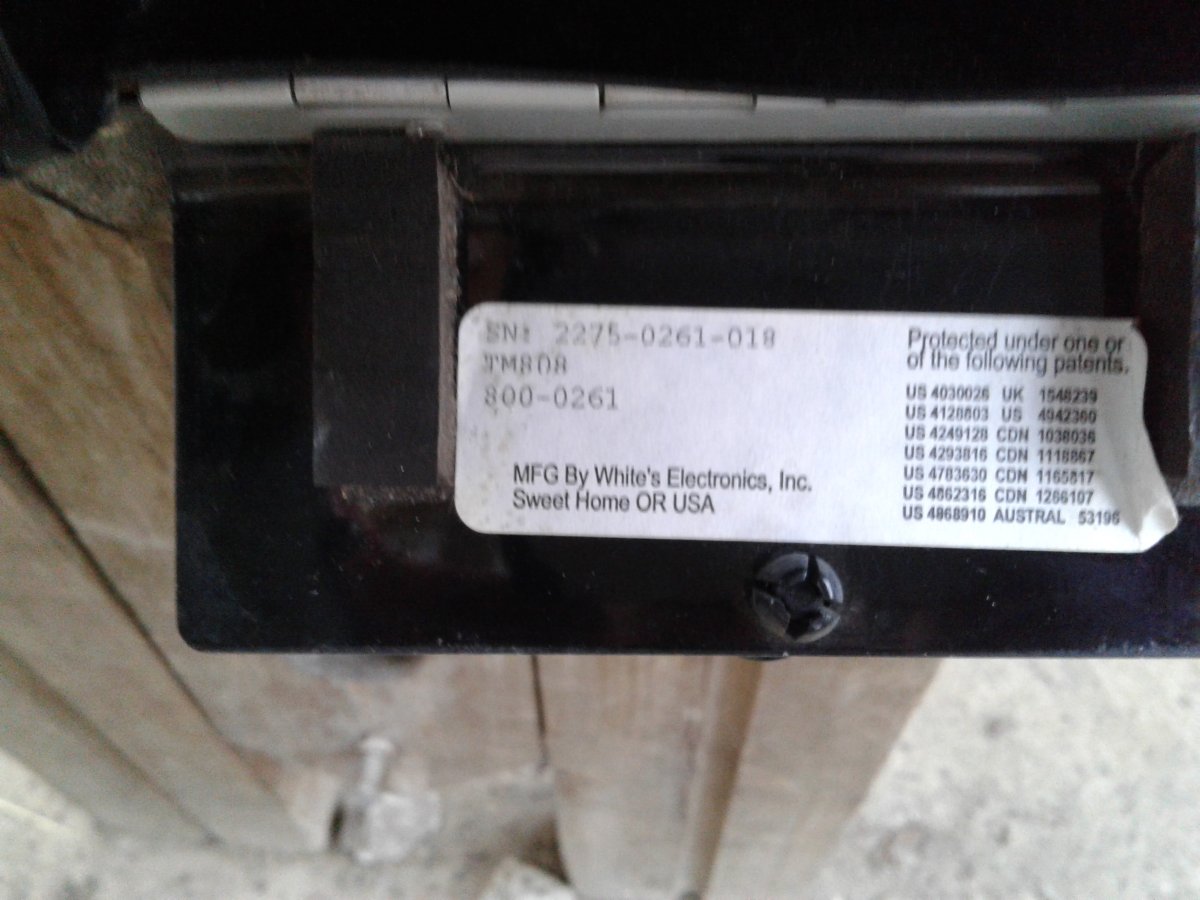 SN: 2275-0261-018
TM808
800-0261
MFG By White's Electronics, Inc.
Sweet Home OR USA
Protected under one or
of the following patents.
US 4030026 UK 1548239
US 4128803 US 4942360
US 4249128 CDN 1038036
US 4293816 CDN 1118867
US 4783630 CDN 1165817
US 4862316 CDN 1266107
US 4868910 AUSTRAL 53196